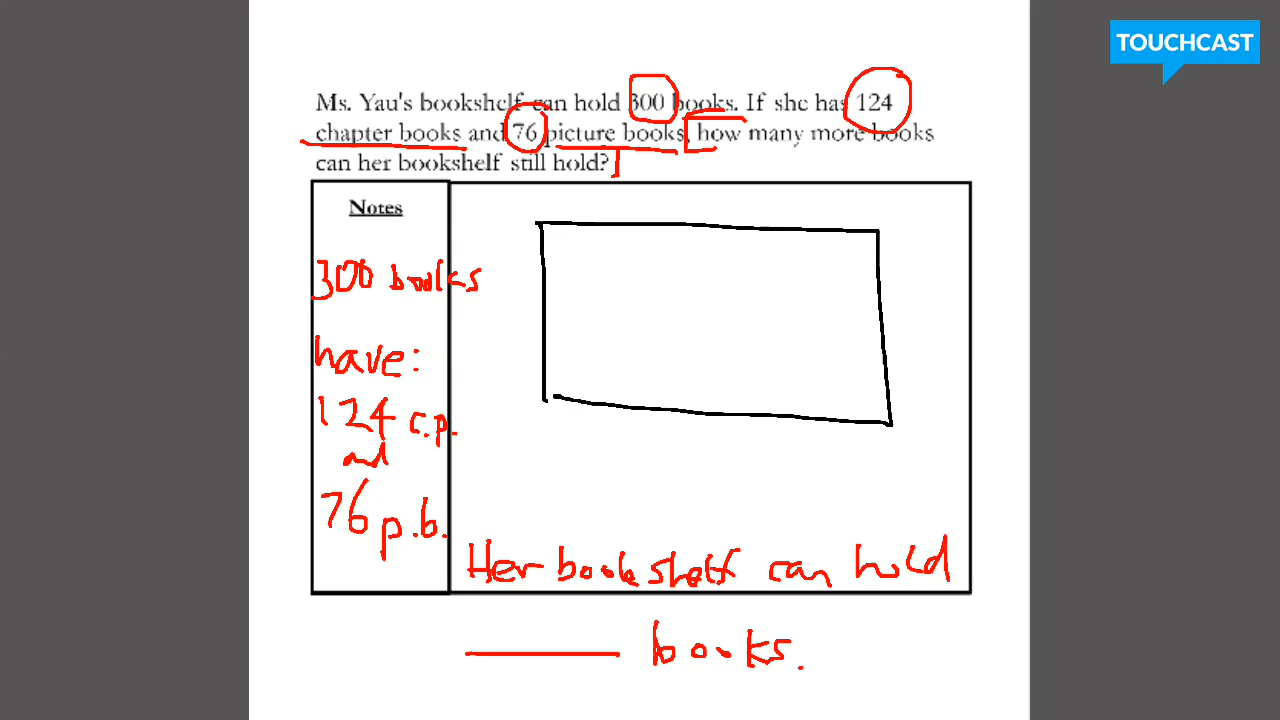 TOUCHCAST
Ms. Yau's bookshelf can hold 300 books. If she has 124
chapter books and 76 picture books, how many more books
can her bookshelf still hold?
Notes
300 books
have:
124 c.p.
and
76 p.b.
Her bookshelf can hold
books.